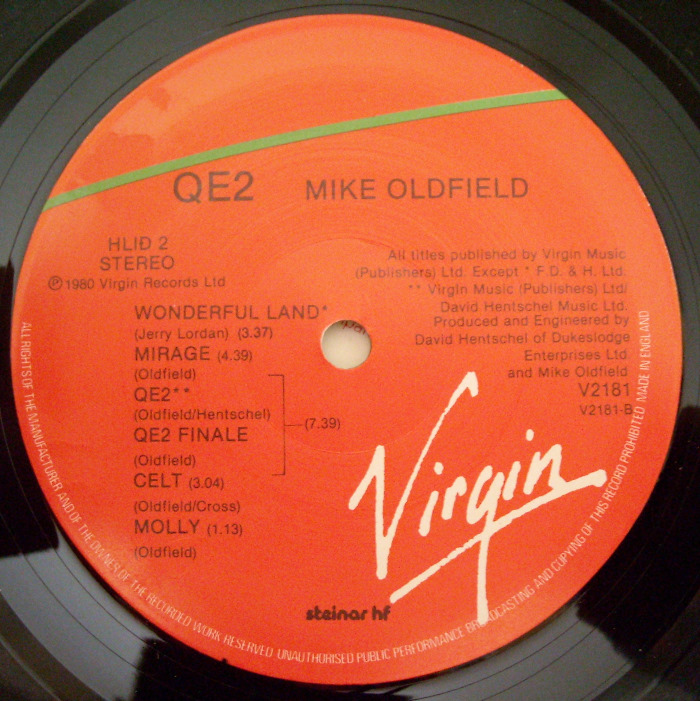 QE2 MIKE OLDFIELD
HLIÐ 2
STEREO
℗1980 Virgin Records Ltd
All titles published by Virgin Music
(Publishers) Ltd. Except * F.D. & H. Ltd.
** Virgin Music (Publishers) Ltd/
David Hentschel Music Ltd.
Produced and Engineered by
David Hentschel of Dukeslodge
Enterprises Ltd
and Mike Oldfield
V2181
V2181-B
WONDERFUL LAND*
(Jerry Lordan) (3.37)
MIRAGE (4.39)
(Oldfield)
QE2**
(Oldfield/Hentschel)
(7.39)
QE2 FINALE
(Oldfield)
CELT (3.04)
(Oldfield/Cross)
MOLLY (1.13)
(Oldfield)
Virgin
steinar hf
ALL RIGHTS OF THE MANUFACTURER AND OF THE OWNER OF THE RECORDED WORK RESERVED UNAUTHORISED PUBLIC PERFORMANCE BROADCASTING AND COPYING OF THIS RECORD PROHIBITED MADE IN ENGLAND